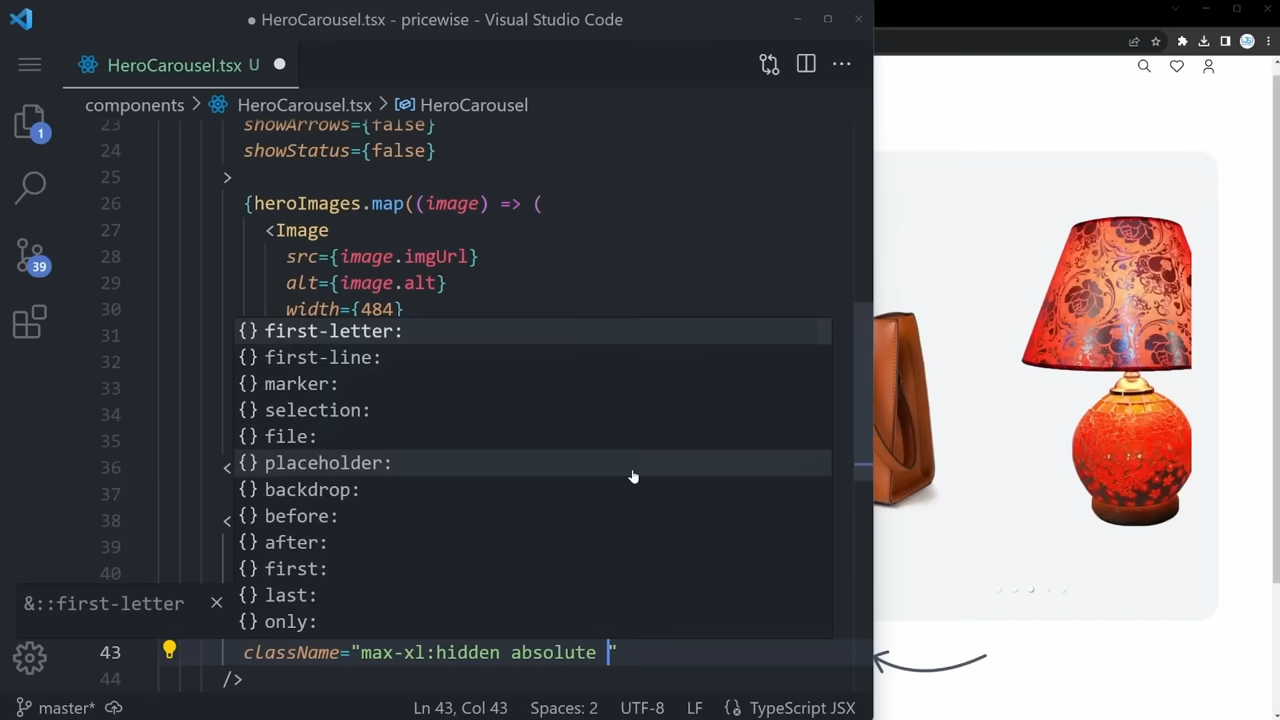 HeroCarousel.tsx - pricewise - Visual Studio Code
HeroCarousel.tsx U
components > HeroCarousel.tsx > HeroCarousel
23 showArrows={false}
24 showStatus={false}
25 >
26 {heroImages.map((image) => (
27 <Image
28 src={image.imgUrl}
29 alt={image.alt}
30 width={484}
31 {} first-letter:
32 {} first-line:
33 {} marker:
34 {} selection:
35 {} file:
36 < {} placeholder:
37 {} backdrop:
38 < {} before:
39 {} after:
40 {} first:
{} last:
{} only:
&::first-letter
43 className="max-xl:hidden absolute "
44 />
1
39
master* Ln 43, Col 43 Spaces: 2 UTF-8 LF {} TypeScript JSX